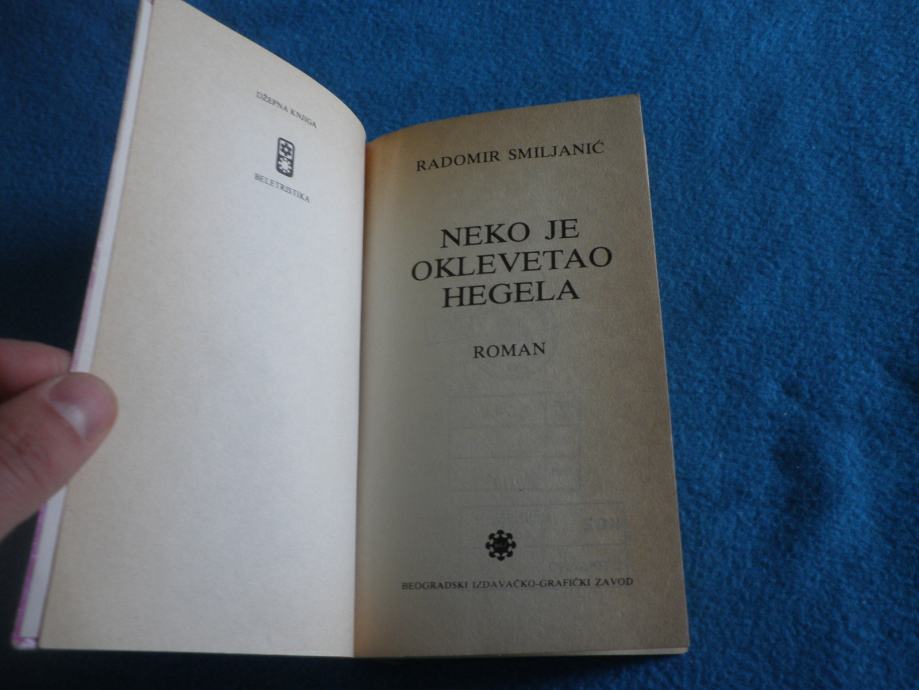 DŽEPNA KNJIGA
BELETRISTIKA
RADOMIR SMILJANIĆ
NEKO JE
OKLEVETAO
HEGELA
ROMAN
BEOGRADSKI IZDAVAČKO-GRAFIČKI ZAVOD